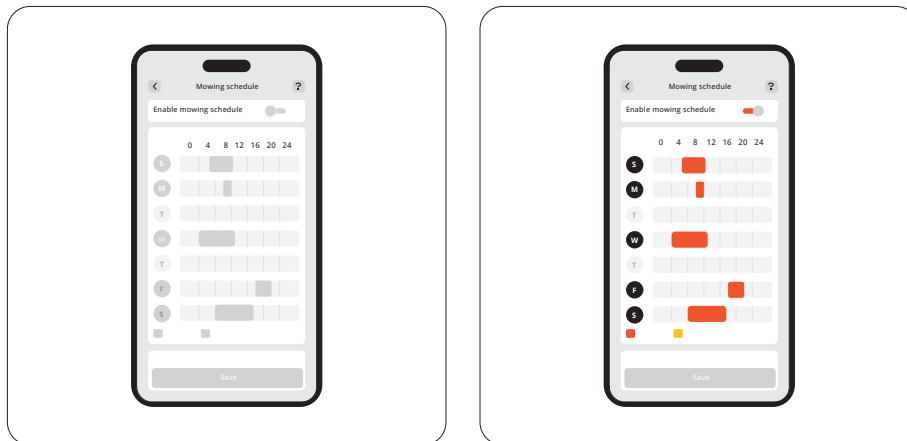 Mowing schedule ?
Enable mowing schedule
0 4 8 12 16 20 24
S
M
T
W
T
F
S
Save
Mowing schedule ?
Enable mowing schedule
0 4 8 12 16 20 24
S
M
T
W
T
F
S
Save